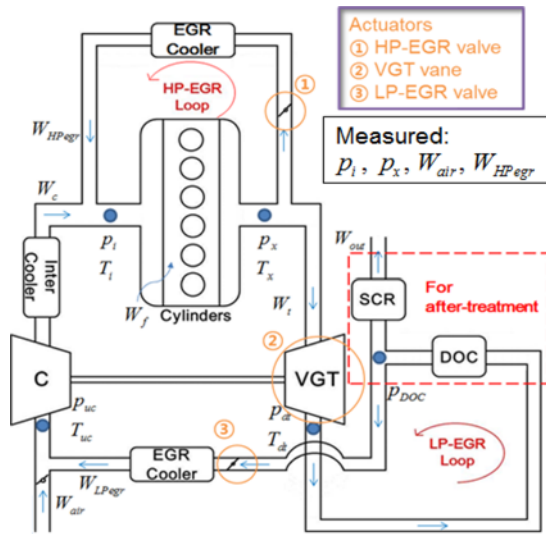 EGR
Cooler
Actuators
① HP-EGR valve
② VGT vane
③ LP-EGR valve
HP-EGR
Loop
①
W_HPegr
Measured:
p_i , p_x , W_air , W_HPegr
W_c
p_i
T_i
p_x
T_x
W_out
Inter
Cooler
W_f
Cylinders
W_t
SCR
For
after-treatment
②
DOC
C
VGT
p_DOC
p_uc
T_uc
p_dt
T_dt
③
EGR
Cooler
LP-EGR
Loop
W_LPegr
W_air